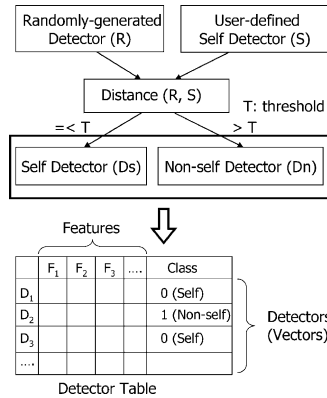 Randomly-generated
Detector (R)
User-defined
Self Detector (S)
Distance (R, S)
T: threshold
=< T
> T
Self Detector (Ds)
Non-self Detector (Dn)
Features
F1 F2 F3 .... Class
D1 0 (Self)
D2 1 (Non-self)
D3 0 (Self)
....
Detectors
(Vectors)
Detector Table